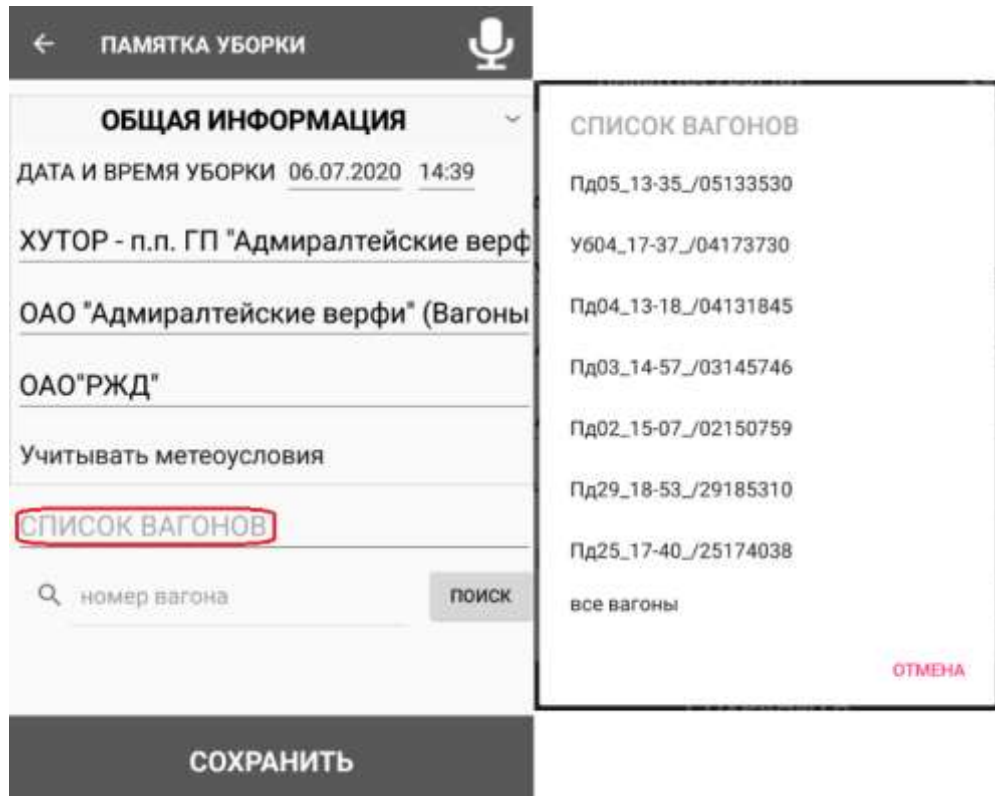 ПАМЯТКА УБОРКИ
ОБЩАЯ ИНФОРМАЦИЯ
ДАТА И ВРЕМЯ УБОРКИ 06.07.2020 14:39
ХУТОР - п.п. ГП "Адмиралтейские верф
ОАО "Адмиралтейские верфи" (Вагоны
ОАО"РЖД"
Учитывать метеоусловия
СПИСОК ВАГОНОВ
номер вагона
ПОИСК
СОХРАНИТЬ
СПИСОК ВАГОНОВ
Пд05_13-35_/05133530
Уб04_17-37_/04173730
Пд04_13-18_/04131845
Пд03_14-57_/03145746
Пд02_15-07_/02150759
Пд29_18-53_/29185310
Пд25_17-40_/25174038
все вагоны
ОТМЕНА